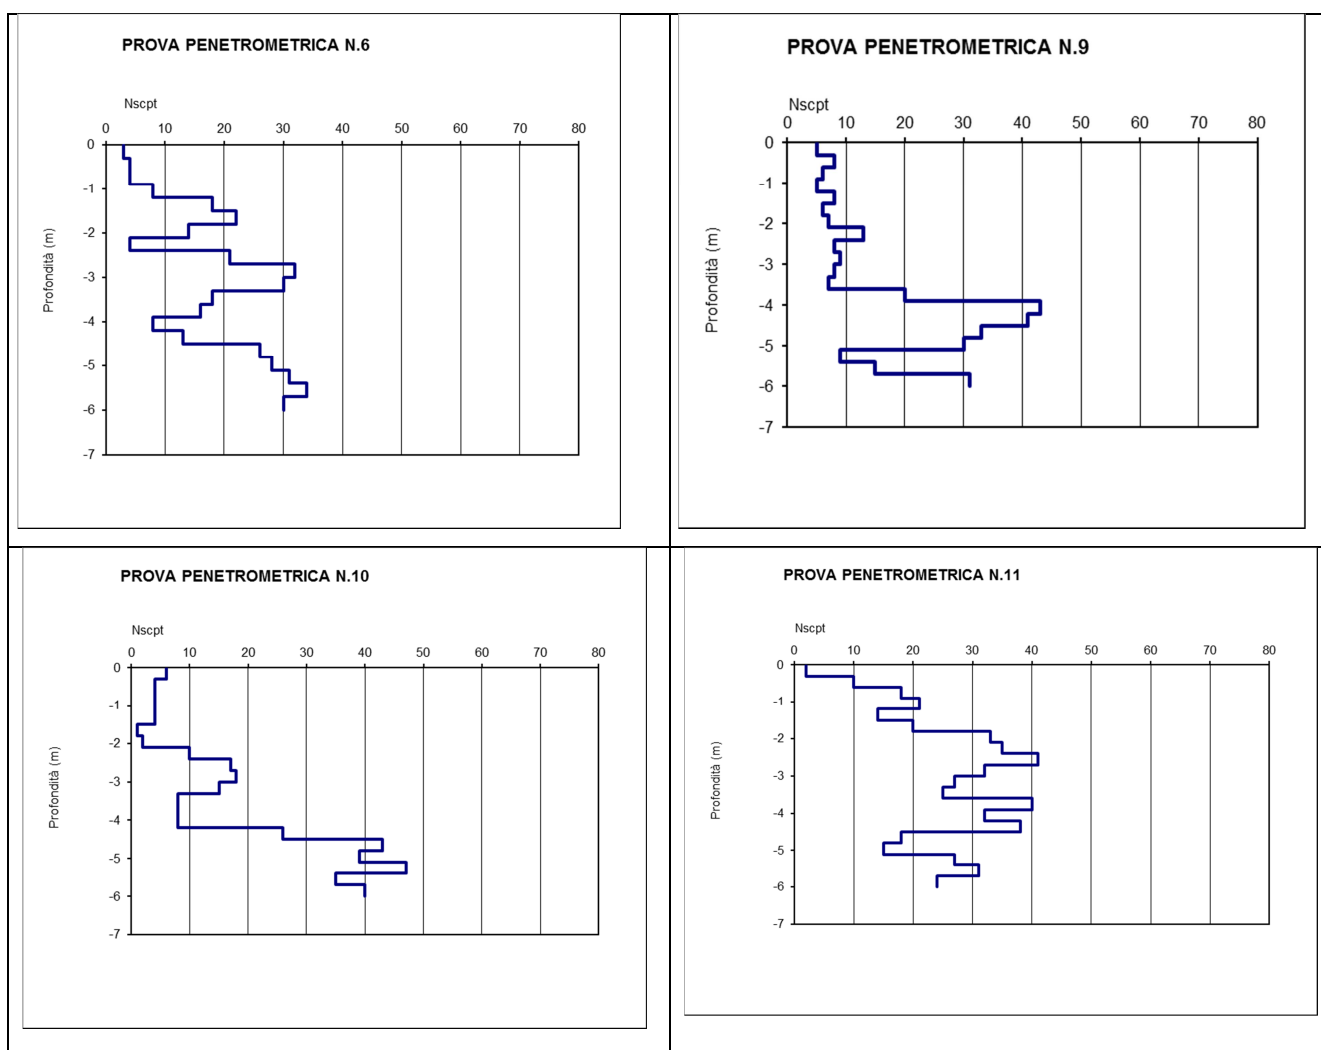 PROVA PENETROMETRICA N.6
Nscpt
0 10 20 30 40 50 60 70 80
0
-1
-2
-3
-4
-5
-6
-7
Profondità (m)
PROVA PENETROMETRICA N.9
Nscpt
0 10 20 30 40 50 60 70 80
0
-1
-2
-3
-4
-5
-6
-7
Profondità (m)
PROVA PENETROMETRICA N.10
Nscpt
0 10 20 30 40 50 60 70 80
0
-1
-2
-3
-4
-5
-6
-7
Profondità (m)
PROVA PENETROMETRICA N.11
Nscpt
0 10 20 30 40 50 60 70 80
0
-1
-2
-3
-4
-5
-6
-7
Profondità (m)